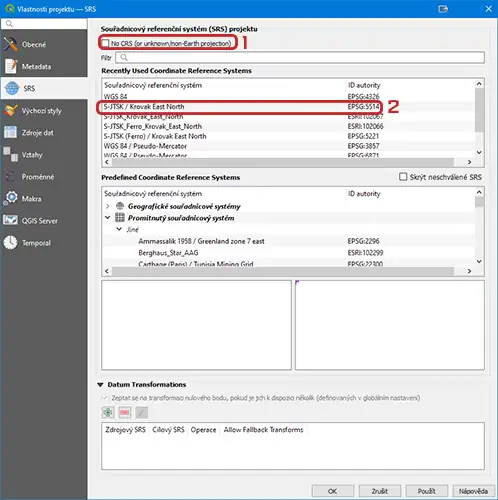 Vlastnosti projektu — SRS
Obecné
Metadata
SRS
Výchozí styly
Zdroje dat
Vztahy
Proměnné
Makra
QGIS Server
Temporal
Souřadnicový referenční systém (SRS) projektu
No CRS (or unknown/non-Earth projection) 1
Filtr
Recently Used Coordinate Reference Systems
Souřadnicový referenční systém ID autority
WGS 84 EPSG:4326
S-JTSK / Krovak East North EPSG:5514 2
S-JTSK_Krovak_East_North ESRI:102067
S-JTSK_Ferro_Krovak_East_North ESRI:102066
S-JTSK (Ferro) / Krovak East North EPSG:5221
WGS 84 / Pseudo-Mercator EPSG:3857
WGS 84 / Pseudo-Mercator EPSG:6871
Predefined Coordinate Reference Systems Skrýt neschválené SRS
Souřadnicový referenční systém ID autority
Geografické souřadnicové systémy
Promítnutý souřadnicový systém
Jiné
Ammassalik 1958 / Greenland zone 7 east EPSG:2296
Berghaus_Star_AAG ESRI:102299
Carthage (Paris) / Tunisia Mining Grid EPSG:22300
Datum Transformations
Zeptat se na transformaci nulového bodu, pokud je jich k dispozici několik (definovaných v globálním nastavení)
Zdrojový SRS Cílový SRS Operace Allow Fallback Transforms
OK Zrušit Použít Nápověda